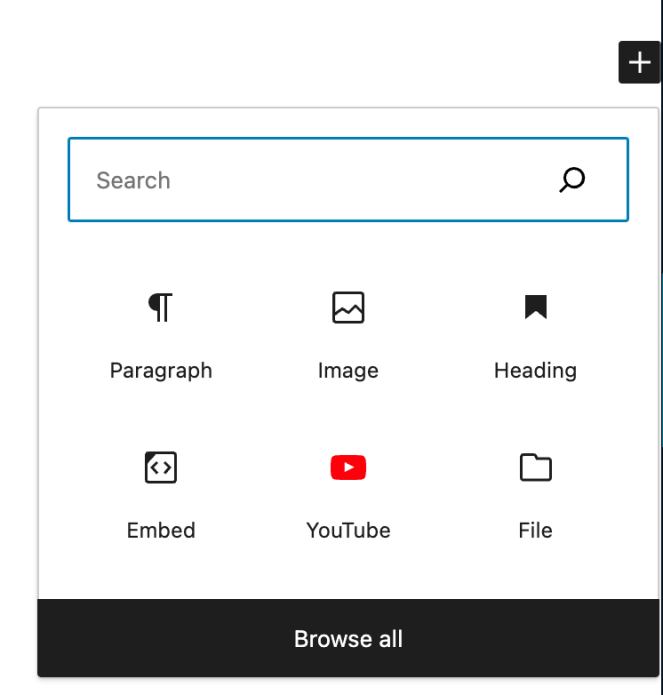 Search
Paragraph Image Heading
Embed YouTube File
Browse all